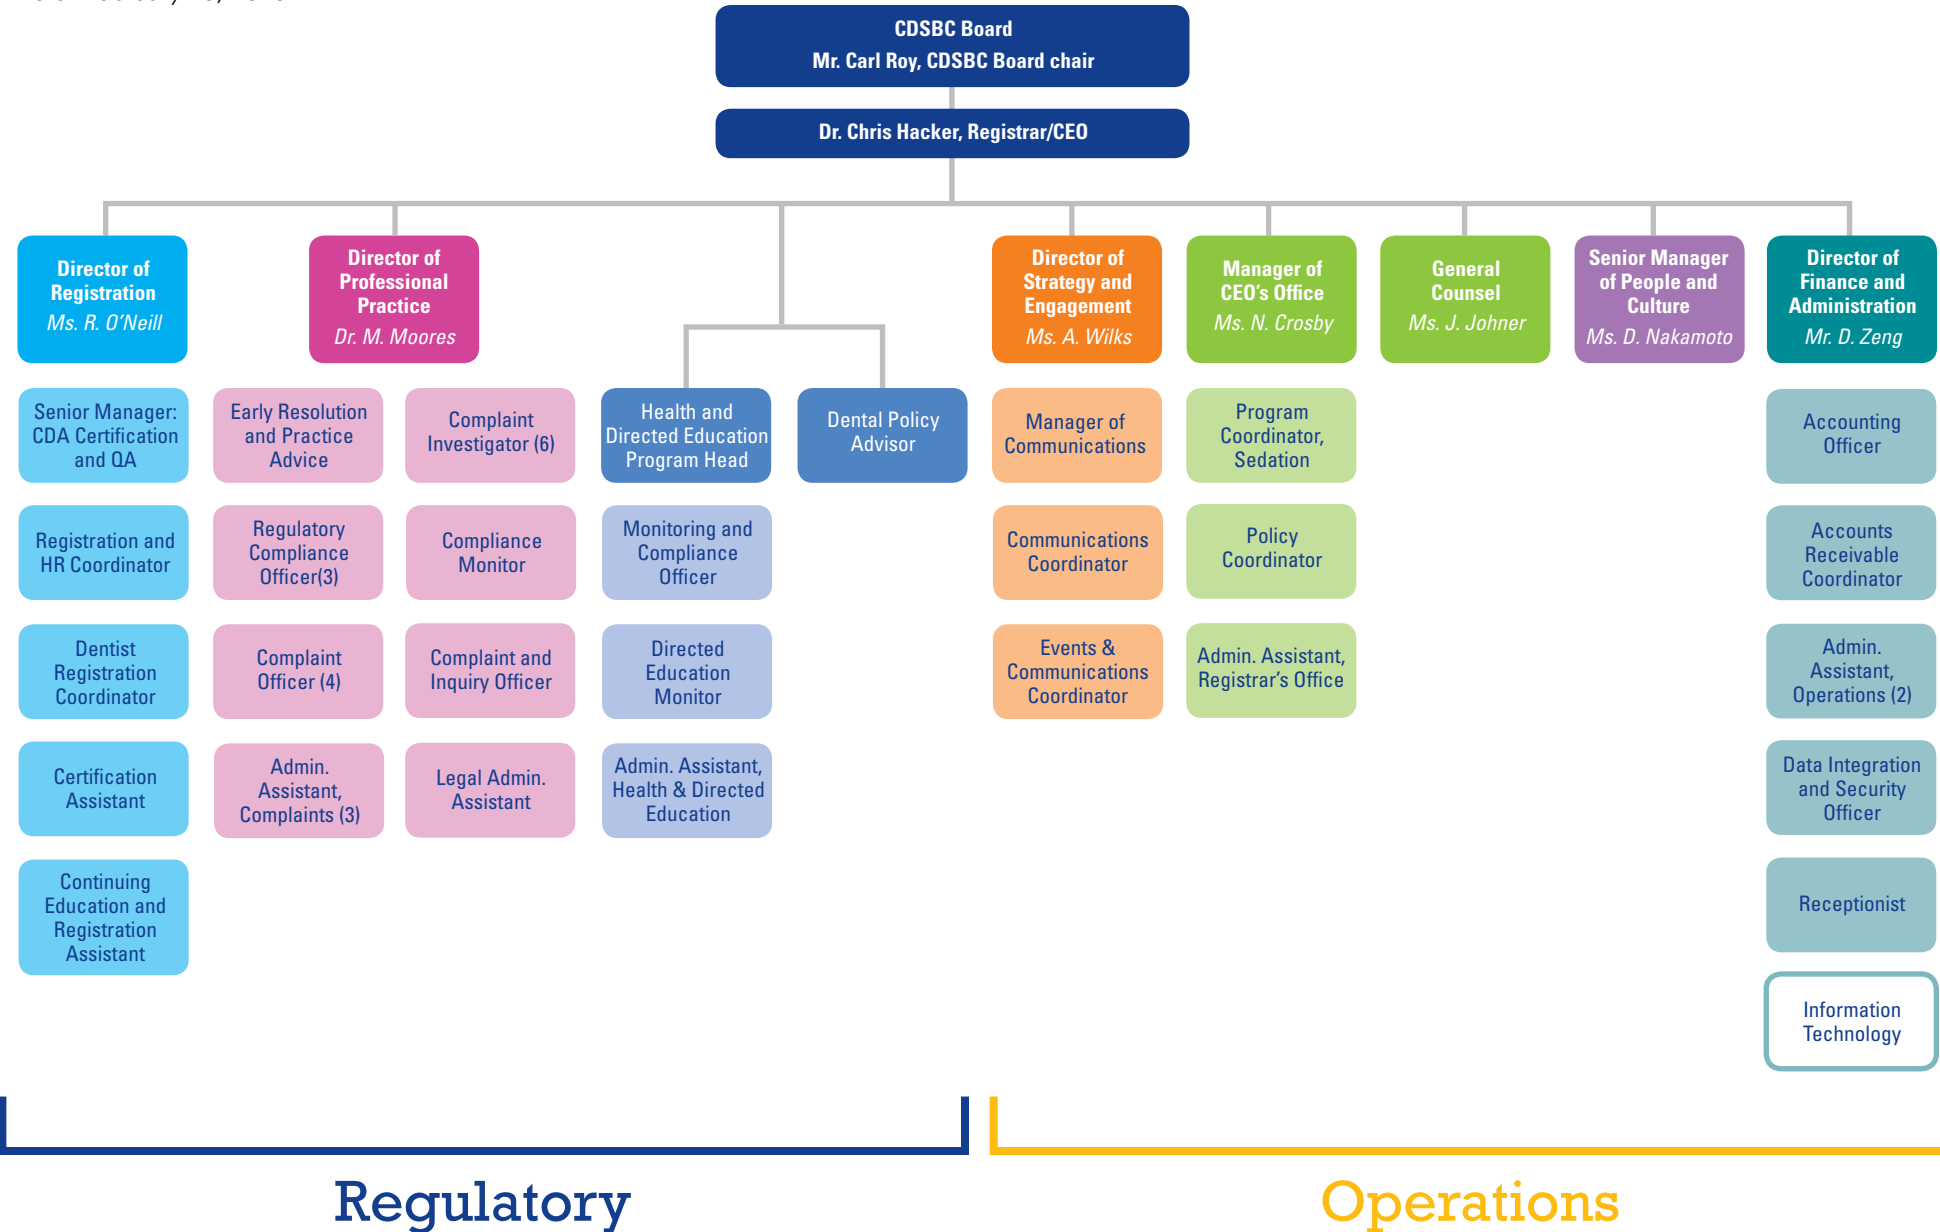 CDSBC Board
Mr. Carl Roy, CDSBC Board chair
Dr. Chris Hacker, Registrar/CEO
Director of
Registration
Ms. R. O’Neill
Director of
Professional
Practice
Dr. M. Moores
Director of
Strategy and
Engagement
Ms. A. Wilks
Manager of
CEO’s Office
Ms. N. Crosby
General
Counsel
Ms. J. Johner
Senior Manager
of People and
Culture
Ms. D. Nakamoto
Director of
Finance and
Administration
Mr. D. Zeng
Senior Manager:
CDA Certification
and QA
Early Resolution
and Practice
Advice
Complaint
Investigator (6)
Health and
Directed Education
Program Head
Dental Policy
Advisor
Manager of
Communications
Program
Coordinator,
Sedation
Accounting
Officer
Registration and
HR Coordinator
Regulatory
Compliance
Officer(3)
Compliance
Monitor
Monitoring and
Compliance
Officer
Communications
Coordinator
Policy
Coordinator
Accounts
Receivable
Coordinator
Dentist
Registration
Coordinator
Complaint
Officer (4)
Complaint and
Inquiry Officer
Directed
Education
Monitor
Events &
Communications
Coordinator
Admin. Assistant,
Registrar’s Office
Admin.
Assistant,
Operations (2)
Certification
Assistant
Admin.
Assistant,
Complaints (3)
Legal Admin.
Assistant
Admin. Assistant,
Health & Directed
Education
Data Integration
and Security
Officer
Continuing
Education and
Registration
Assistant
Receptionist
Information
Technology
Regulatory
Operations